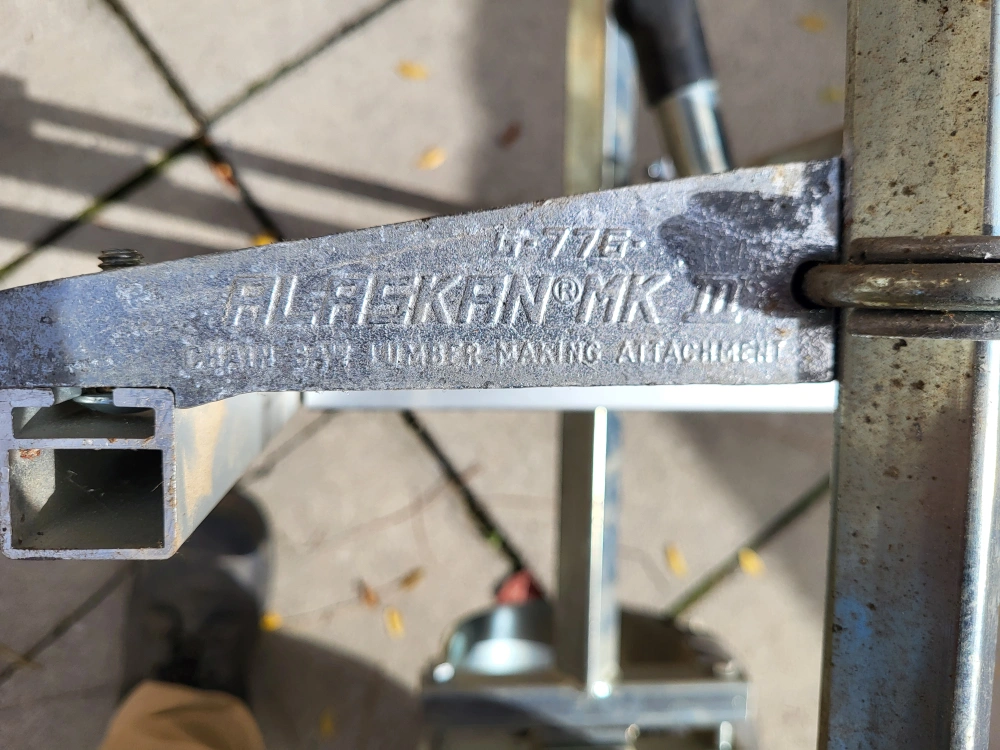 G-776-
ALASKAN®MK III
CHAIN SAW LUMBER MAKING ATTACHMENT